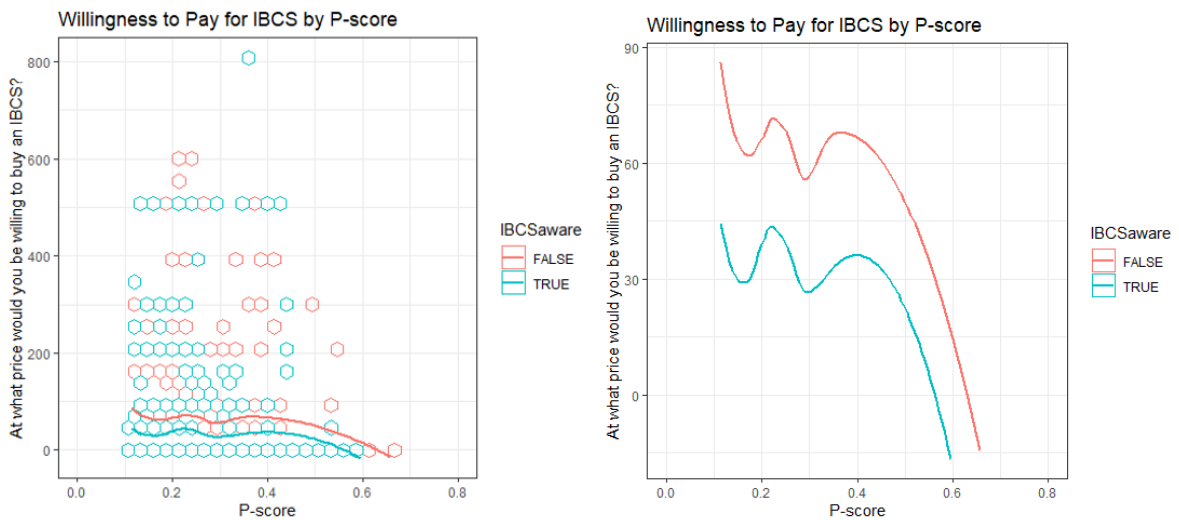 Willingness to Pay for IBCS by P-score
At what price would you be willing to buy an IBCS?
800
600
400
200
0
0.0 0.2 0.4 0.6 0.8
P-score
IBCSaware
FALSE
TRUE
Willingness to Pay for IBCS by P-score
At what price would you be willing to buy an IBCS?
90
60
30
0
0.0 0.2 0.4 0.6 0.8
P-score
IBCSaware
FALSE
TRUE